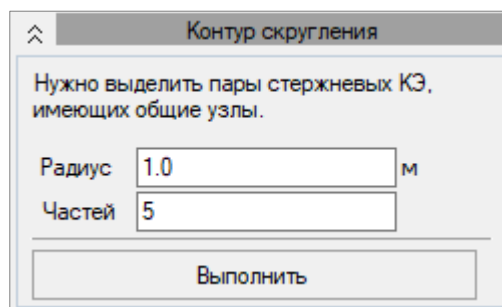 Контур скругления
Нужно выделить пары стержневых КЭ,
имеющих общие узлы.
Радиус 1.0 м
Частей 5
Выполнить